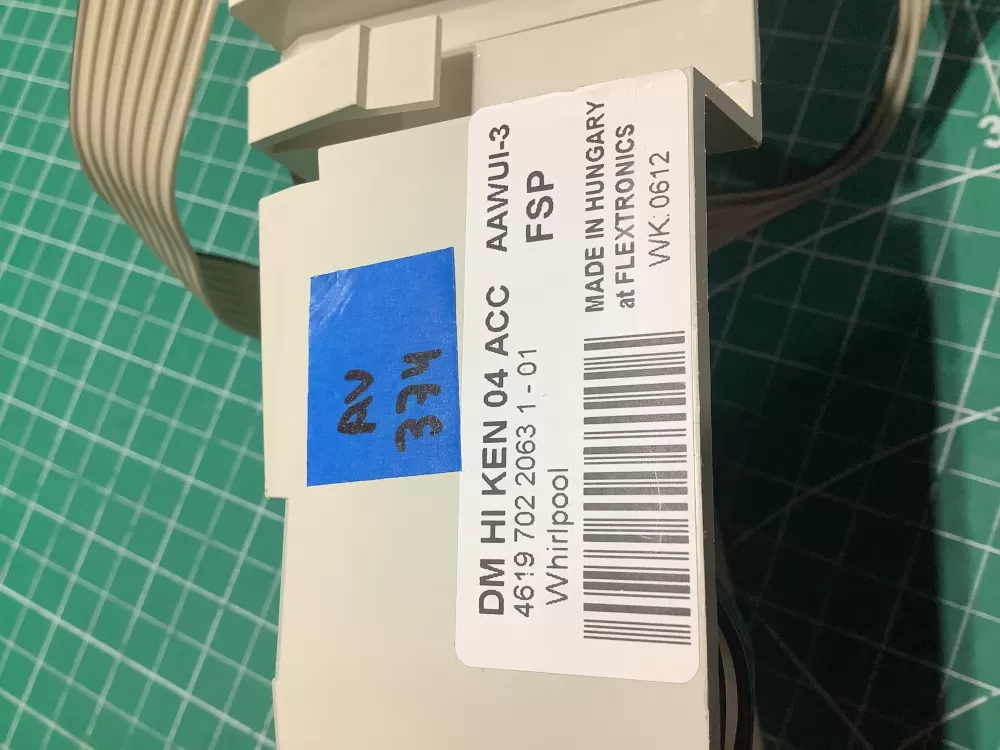 DM HI KEN 04 ACC AAWUI-3
4619 702 2063 1 - 01 FSP
Whirlpool
MADE IN HUNGARY
at FLEXTRONICS
WK: 0612
AV
374
3